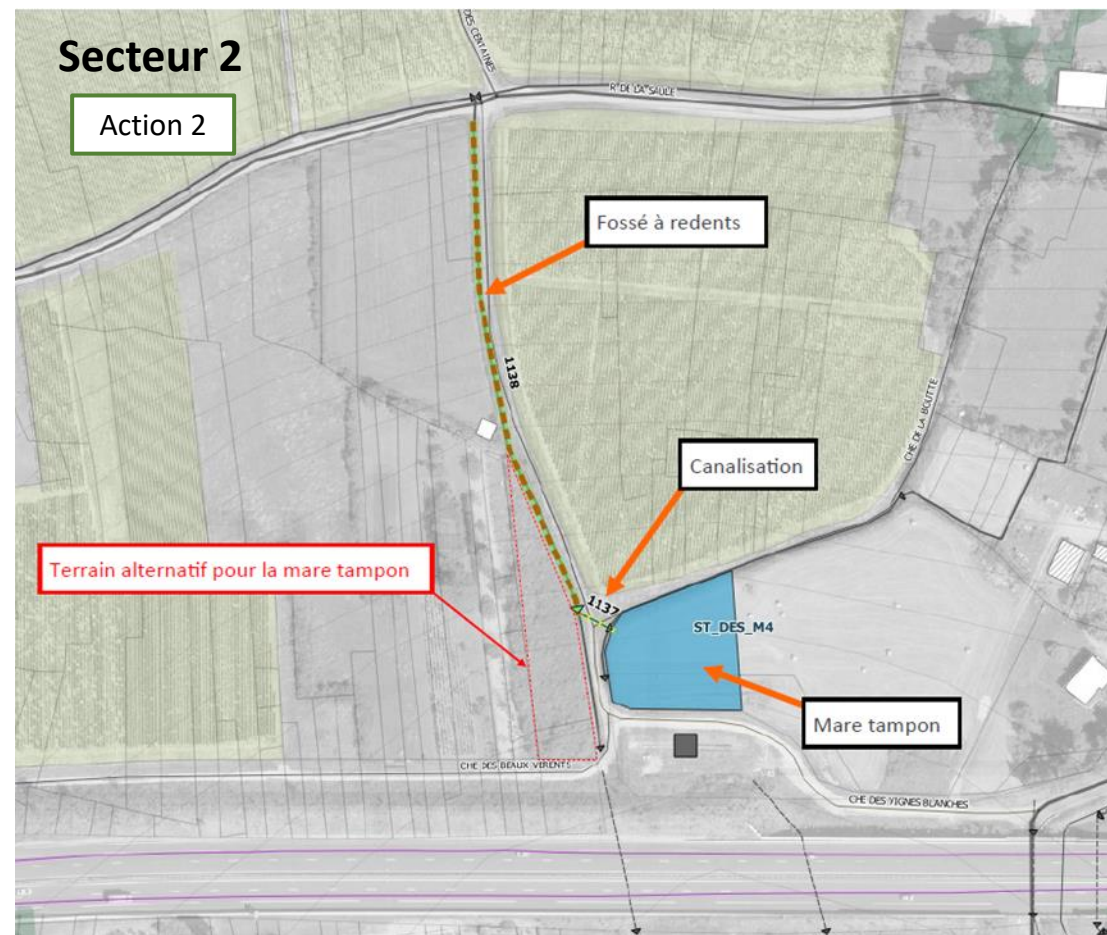 Secteur 2
Action 2
DES CENTAINES
R DE LA SAULE
Fossé à redents
1138
CHE DE LA BOUTTE
Canalisation
Terrain alternatif pour la mare tampon
1137
ST_DES_M4
Mare tampon
CHE DES BEAUX VERENTS
CHE DES VIGNES BLANCHES